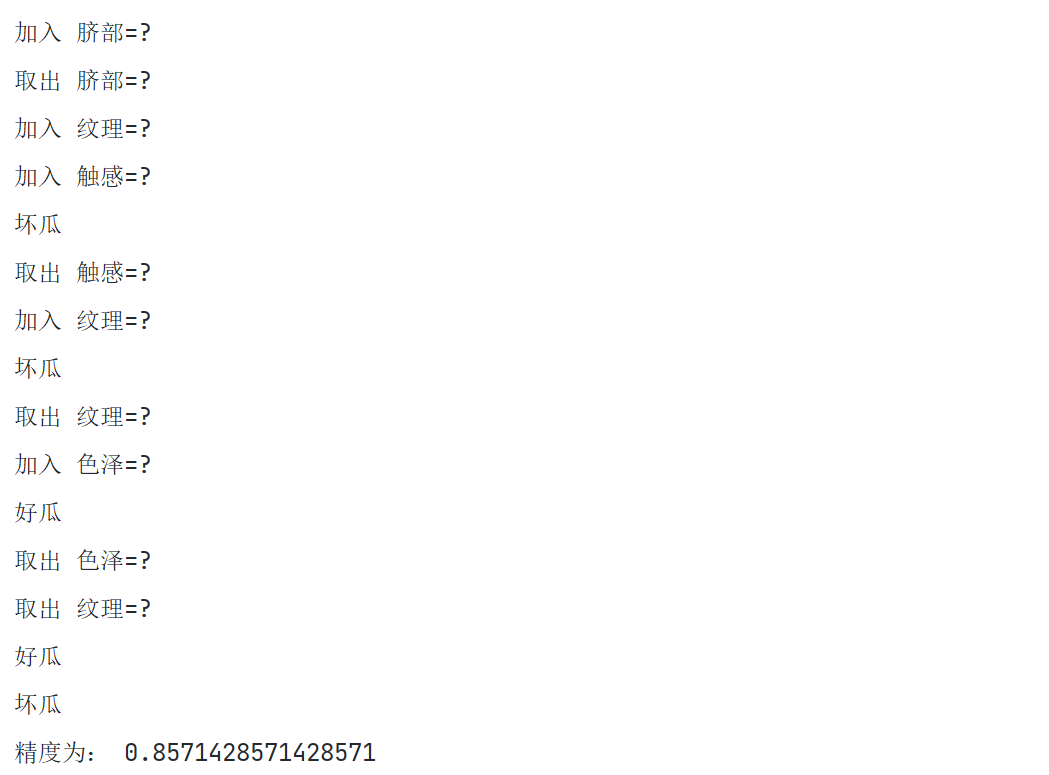 加入 脐部=?
取出 脐部=?
加入 纹理=?
加入 触感=?
坏瓜
取出 触感=?
加入 纹理=?
坏瓜
取出 纹理=?
加入 色泽=?
好瓜
取出 色泽=?
取出 纹理=?
好瓜
坏瓜
精度为： 0.8571428571428571